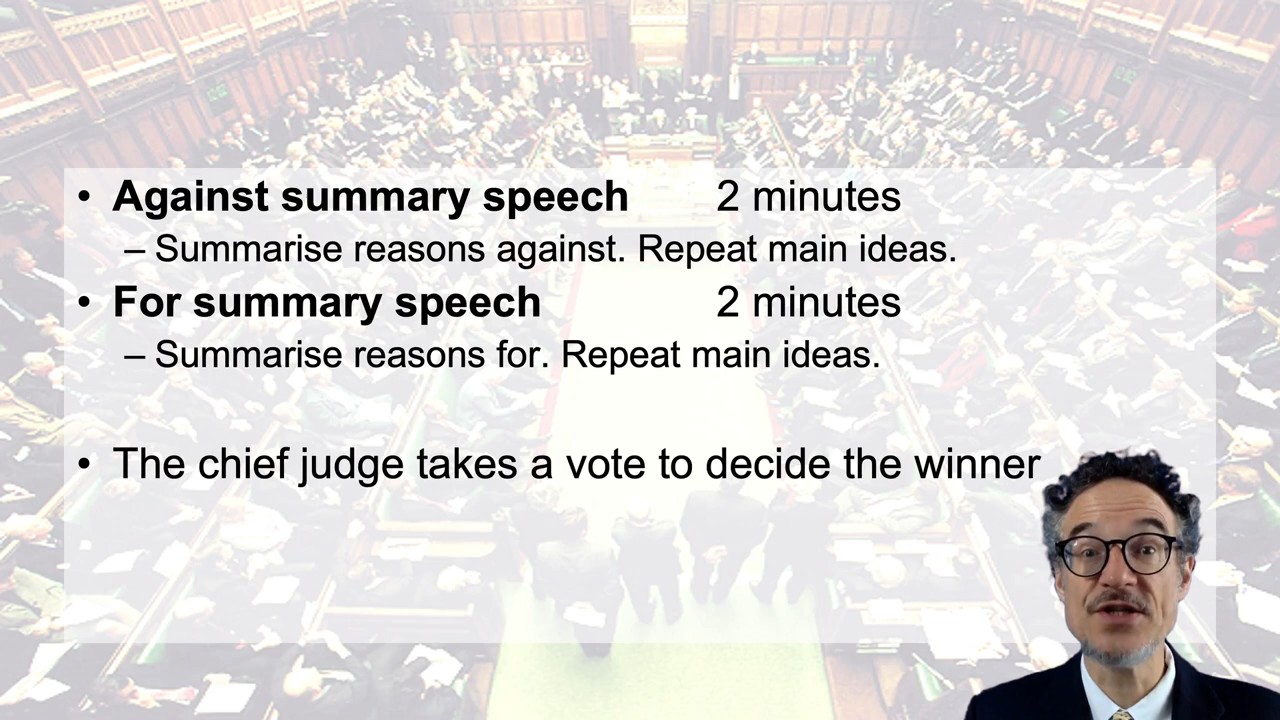 • Against summary speech 2 minutes
– Summarise reasons against. Repeat main ideas.
• For summary speech 2 minutes
– Summarise reasons for. Repeat main ideas.
• The chief judge takes a vote to decide the winner